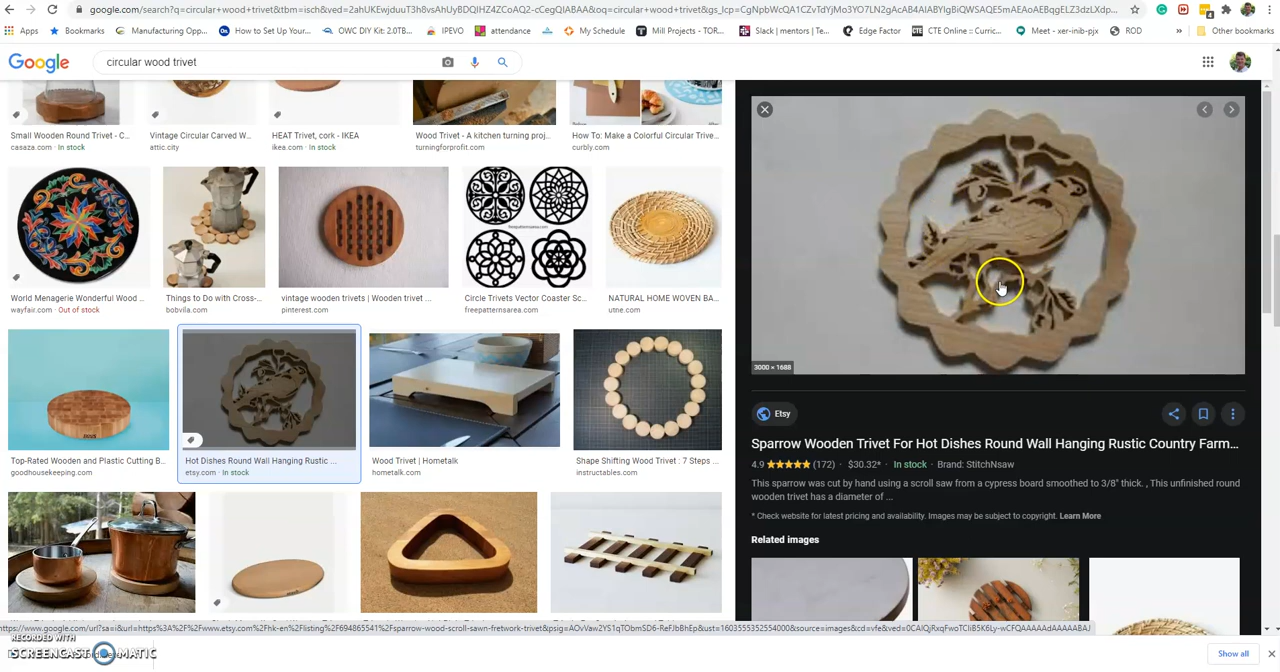 google.com/search?q=circular+wood+trivet&tbm=isch&ved=2ahUKEwjduuT3h8vsAhUyBDQIHZ4ZCoAQ2-cCegQIABAA&oq=circular+wood+trivet&gs_lcp=
Apps
Bookmarks
Manufacturing Opp...
How to Set Up Your...
OWC DIY Kit: 2.0TB...
IPEVO
attendance
My Schedule
Mill Projects - TOR...
Slack | mentors | Te...
Edge Factor
CTE Online :: Curric...
Meet - xer-inib-pjx
ROD
»
Other bookmarks
Google
circular wood trivet
Small Wooden Round Trivet - C...
casaza.com · In stock
Vintage Circular Carved W...
attic.city
HEAT Trivet, cork - IKEA
ikea.com · In stock
Wood Trivet - A kitchen turning proj...
turningforprofit.com
How To: Make a Colorful Circular Trive...
curbly.com
freepatternsarea.com
World Menagerie Wonderful Wood ...
wayfair.com · Out of stock
Things to Do with Cross-...
bobvila.com
vintage wooden trivets | Wooden trivet ...
pinterest.com
Circle Trivets Vector Coaster Sc...
freepatternsarea.com
NATURAL HOME WOVEN BA...
utne.com
Top-Rated Wooden and Plastic Cutting B...
goodhousekeeping.com
Hot Dishes Round Wall Hanging Rustic ...
etsy.com · In stock
Wood Trivet | Hometalk
hometalk.com
Shape Shifting Wood Trivet : 7 Steps ...
instructables.com
3000 × 1688
Etsy
Sparrow Wooden Trivet For Hot Dishes Round Wall Hanging Rustic Country Farm...
4.9 ★★★★★ (172) · $30.32* · In stock · Brand: StitchNsaw
This sparrow was cut by hand using a scroll saw from a cypress board smoothed to 3/8" thick. , This unfinished round
wooden trivet has a diameter of ...
* Check website for latest pricing and availability. Images may be subject to copyright. Learn More
Related images
RECORDED WITH
SCREENCAST MATIC
Show all